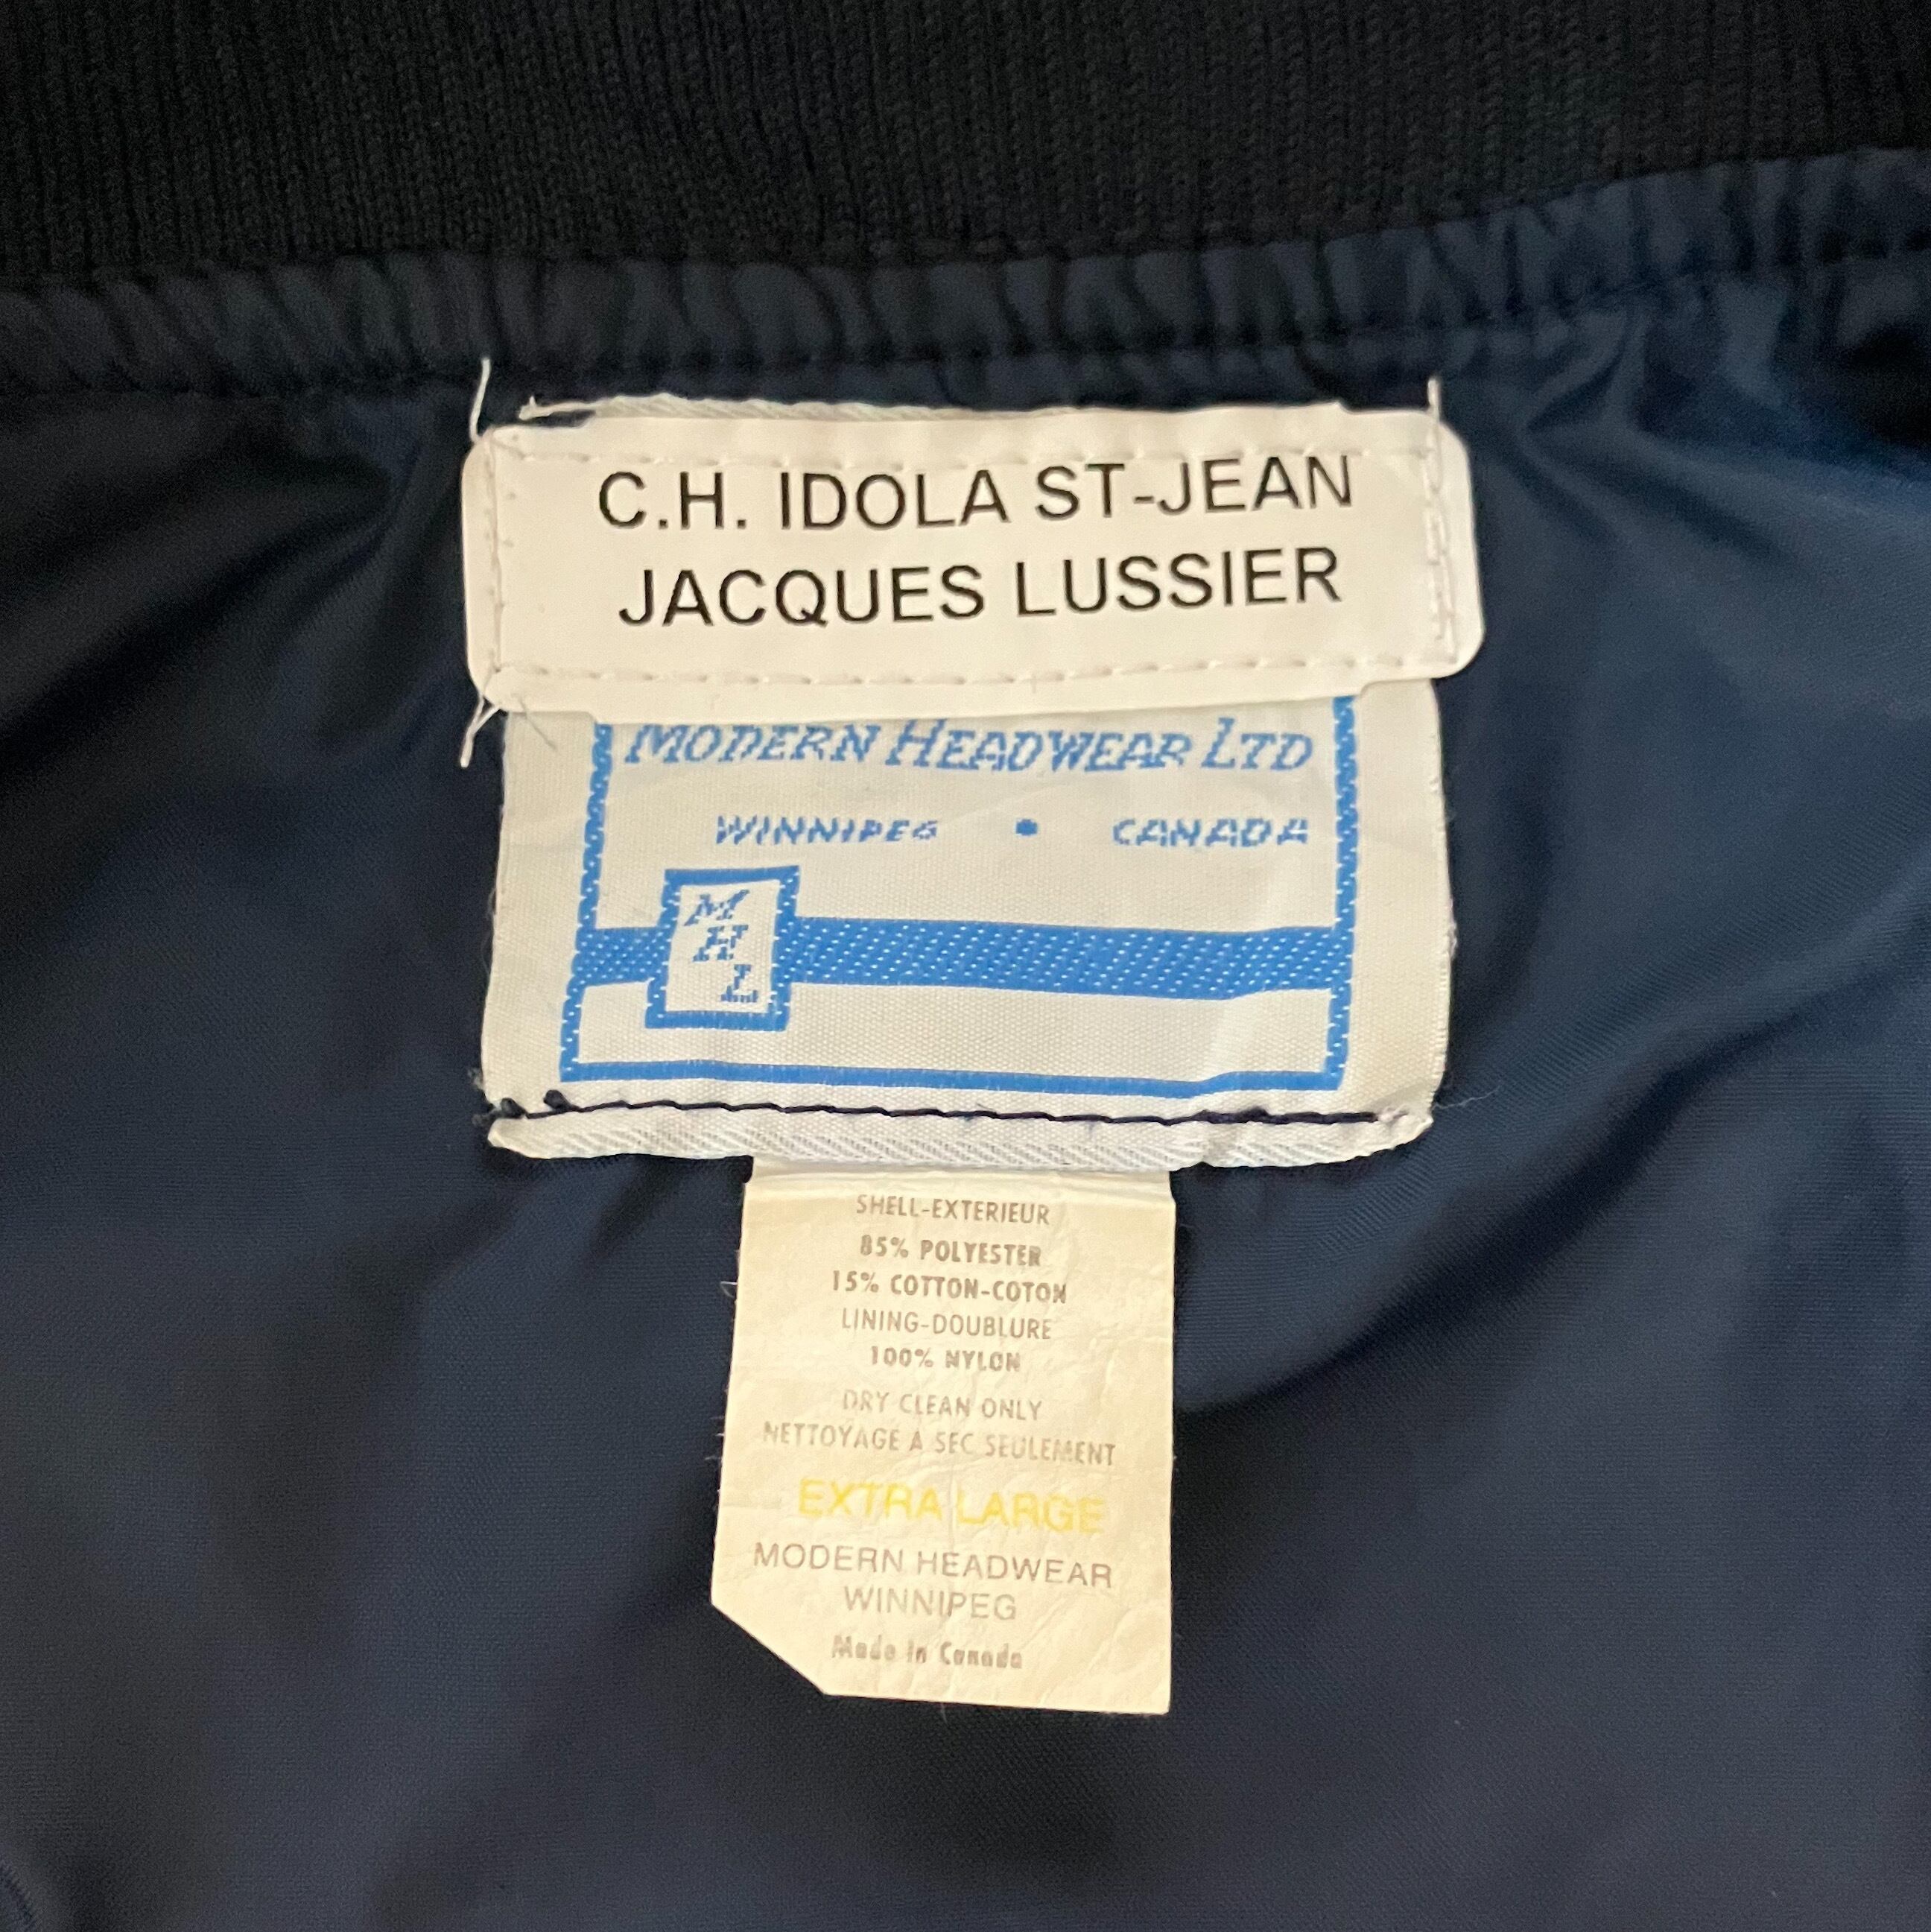 C.H. IDOLA ST-JEAN
JACQUES LUSSIER
MODERN HEADWEAR LTD
WINNIPEG • CANADA
M
H
L
SHELL-EXTERIEUR
85% POLYESTER
15% COTTON-COTON
LINING-DOUBLURE
100% NYLON
DRY CLEAN ONLY
NETTOYAGE A SEC SEULEMENT
EXTRA LARGE
MODERN HEADWEAR
WINNIPEG
Made in Canada